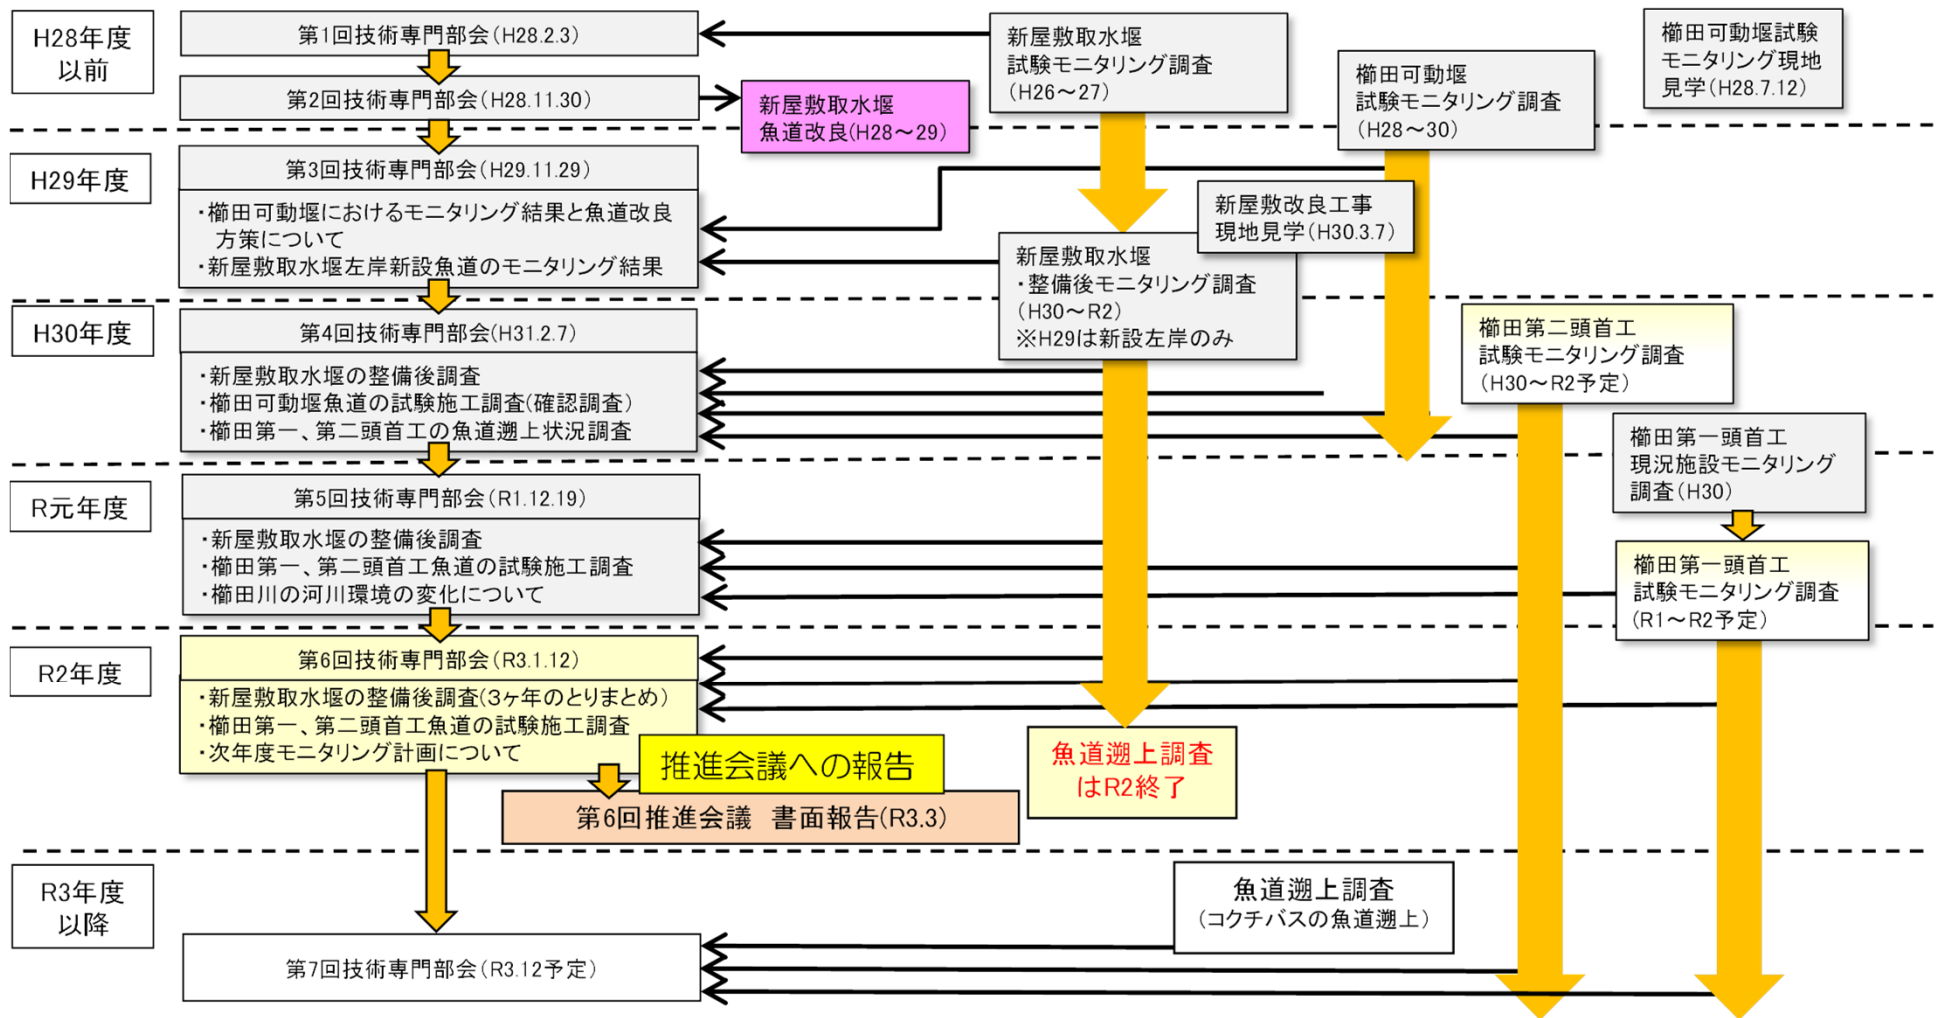 H28年度
以前
第1回技術専門部会(H28.2.3)
第2回技術専門部会(H28.11.30)
新屋敷取水堰
魚道改良(H28～29)
新屋敷取水堰
試験モニタリング調査
(H26～27)
櫛田可動堰
試験モニタリング調査
(H28～30)
櫛田可動堰試験
モニタリング現地
見学(H28.7.12)
H29年度
第3回技術専門部会(H29.11.29)
・櫛田可動堰におけるモニタリング結果と魚道改良
方策について
・新屋敷取水堰左岸新設魚道のモニタリング結果
新屋敷改良工事
現地見学(H30.3.7)
新屋敷取水堰
・整備後モニタリング調査
(H30～R2)
※H29は新設左岸のみ
H30年度
第4回技術専門部会(H31.2.7)
・新屋敷取水堰の整備後調査
・櫛田可動堰魚道の試験施工調査(確認調査)
・櫛田第一、第二頭首工の魚道遡上状況調査
櫛田第二頭首工
試験モニタリング調査
(H30～R2予定)
櫛田第一頭首工
現況施設モニタリング
調査(H30)
R元年度
第5回技術専門部会(R1.12.19)
・新屋敷取水堰の整備後調査
・櫛田第一、第二頭首工魚道の試験施工調査
・櫛田川の河川環境の変化について
櫛田第一頭首工
試験モニタリング調査
(R1～R2予定)
R2年度
第6回技術専門部会(R3.1.12)
・新屋敷取水堰の整備後調査(3ヶ年のとりまとめ)
・櫛田第一、第二頭首工魚道の試験施工調査
・次年度モニタリング計画について
推進会議への報告
第6回推進会議 書面報告(R3.3)
魚道遡上調査
はR2終了
R3年度
以降
魚道遡上調査
(コクチバスの魚道遡上)
第7回技術専門部会(R3.12予定)